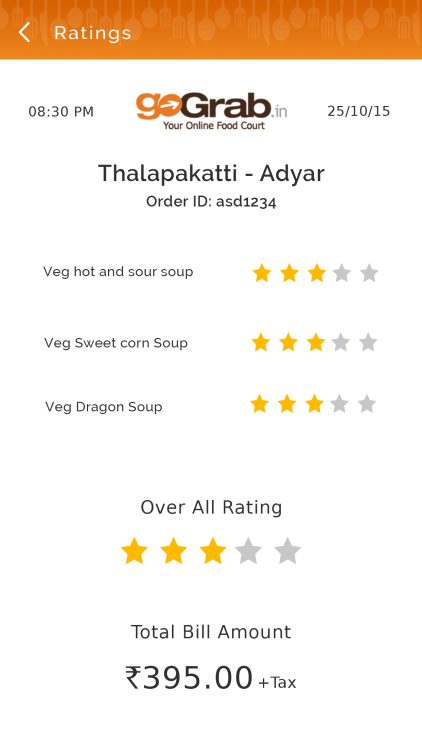 Ratings
08:30 PM
goGrab.in
Your Online Food Court
25/10/15
Thalapakatti - Adyar
Order ID: asd1234
Veg hot and sour soup
Veg Sweet corn Soup
Veg Dragon Soup
Over All Rating
Total Bill Amount
₹395.00 +Tax